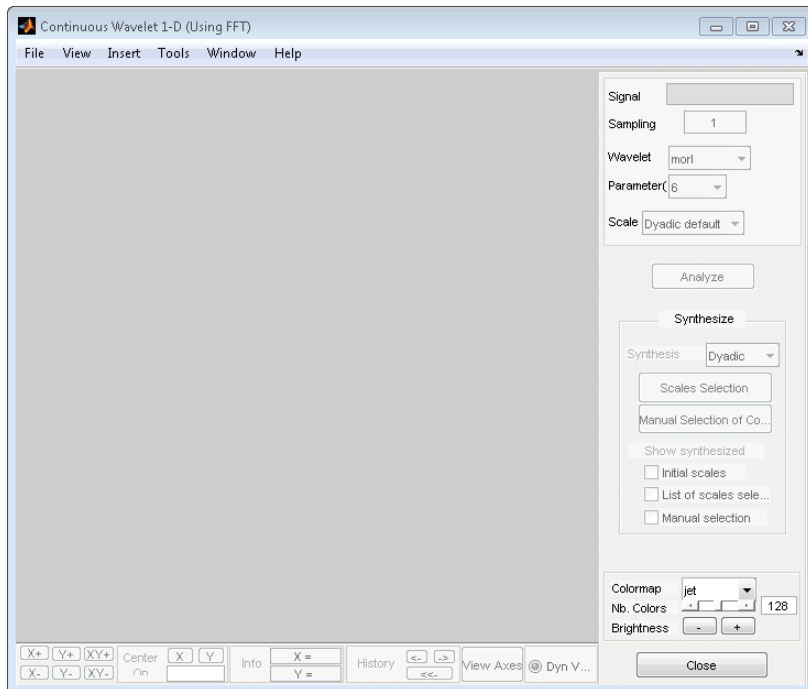 Continuous Wavelet 1-D (Using FFT)
File View Insert Tools Window Help
Signal
Sampling 1
Wavelet morl
Parameter( 6
Scale Dyadic default
Analyze
Synthesize
Synthesis Dyadic
Scales Selection
Manual Selection of Co...
Show synthesized
Initial scales
List of scales sele...
Manual selection
Colormap jet
Nb. Colors 128
Brightness - +
X+ Y+ XY+ Center X Y Info X = History <- -> View Axes Dyn V...
X- Y- XY- On Y = <<-
Close